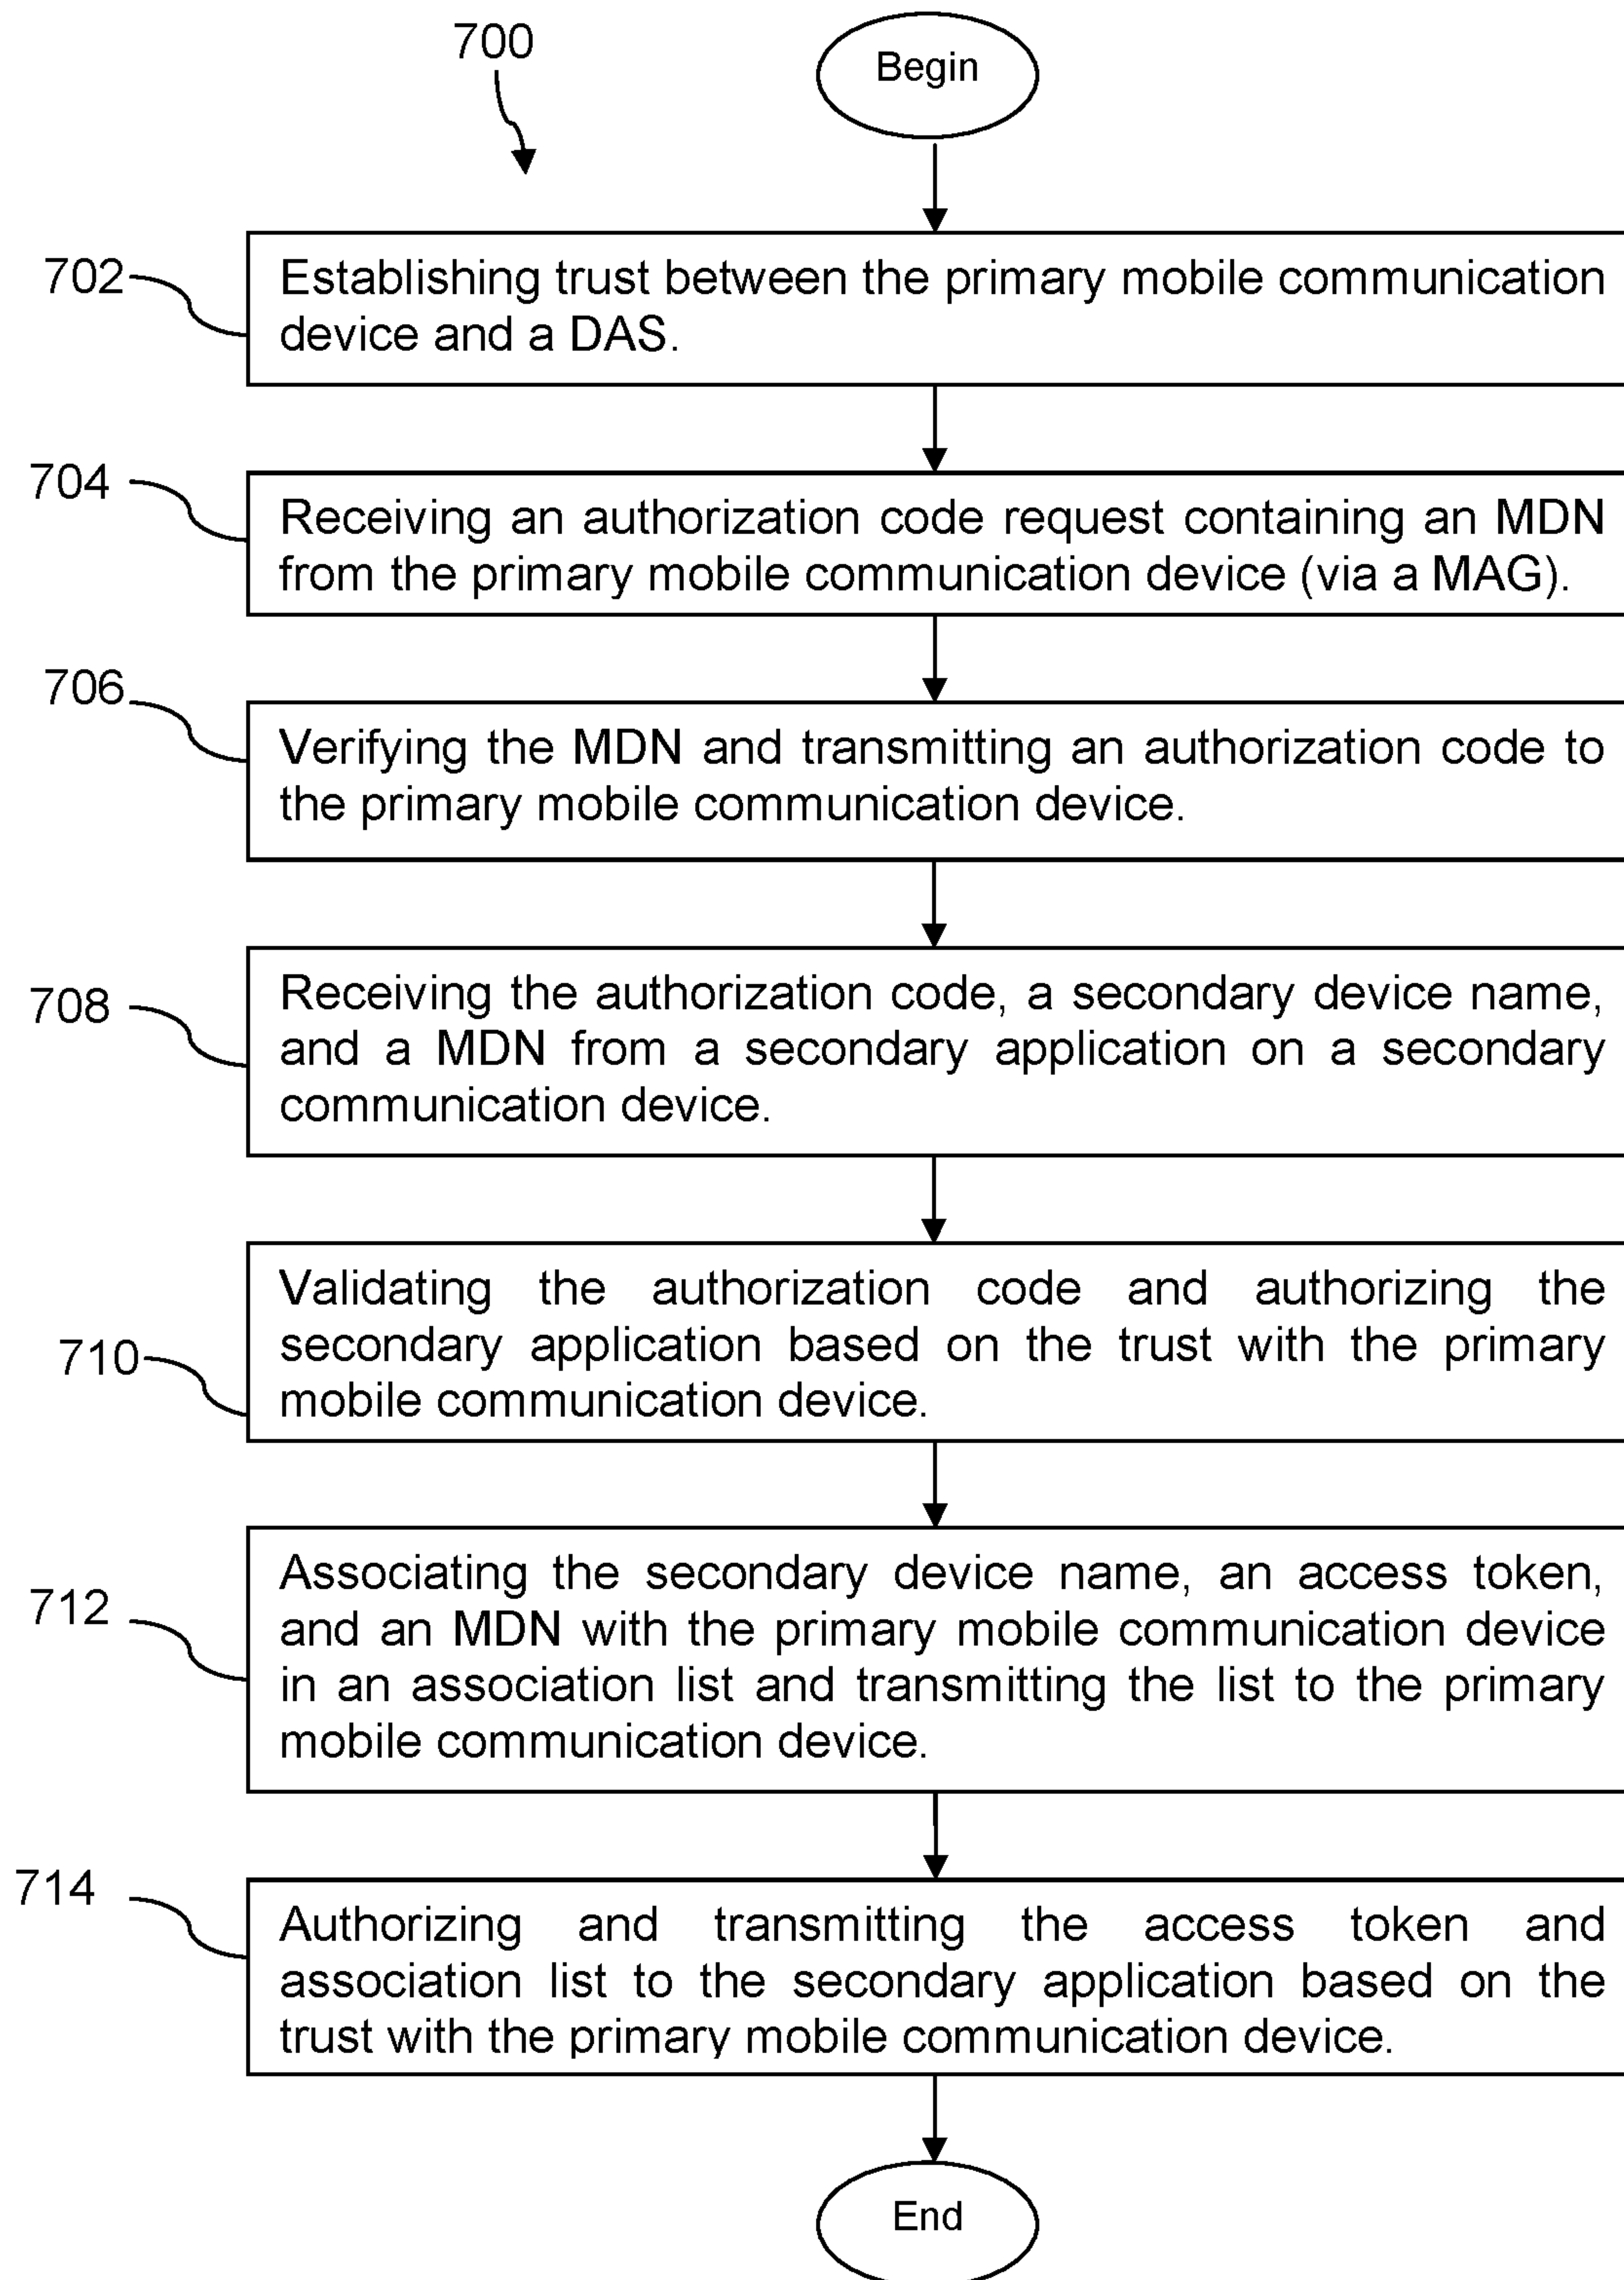 700
Begin
702
Establishing trust between the primary mobile communication
device and a DAS.
704
Receiving an authorization code request containing an MDN
from the primary mobile communication device (via a MAG).
706
Verifying the MDN and transmitting an authorization code to
the primary mobile communication device.
708
Receiving the authorization code, a secondary device name,
and a MDN from a secondary application on a secondary
communication device.
710
Validating the authorization code and authorizing the
secondary application based on the trust with the primary
mobile communication device.
712
Associating the secondary device name, an access token,
and an MDN with the primary mobile communication device
in an association list and transmitting the list to the primary
mobile communication device.
714
Authorizing and transmitting the access token and
association list to the secondary application based on the
trust with the primary mobile communication device.
End